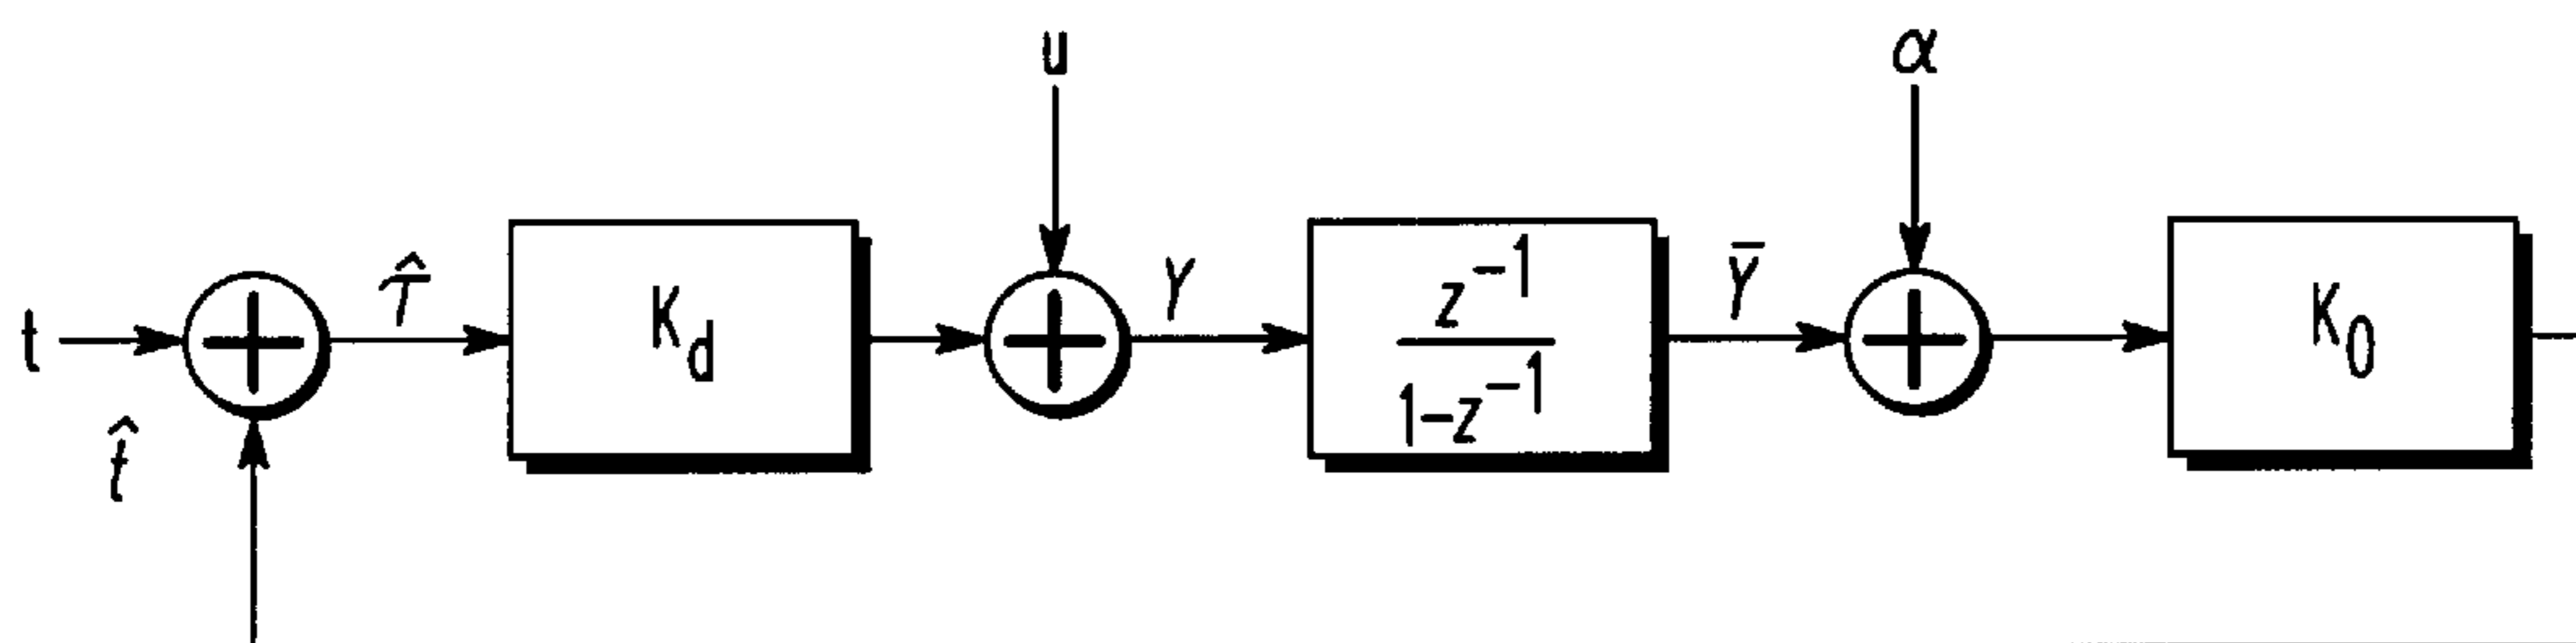 u
α
t
τ̂
K_d
Y
z^{-1}
1-z^{-1}
Ȳ
K_0
t̂